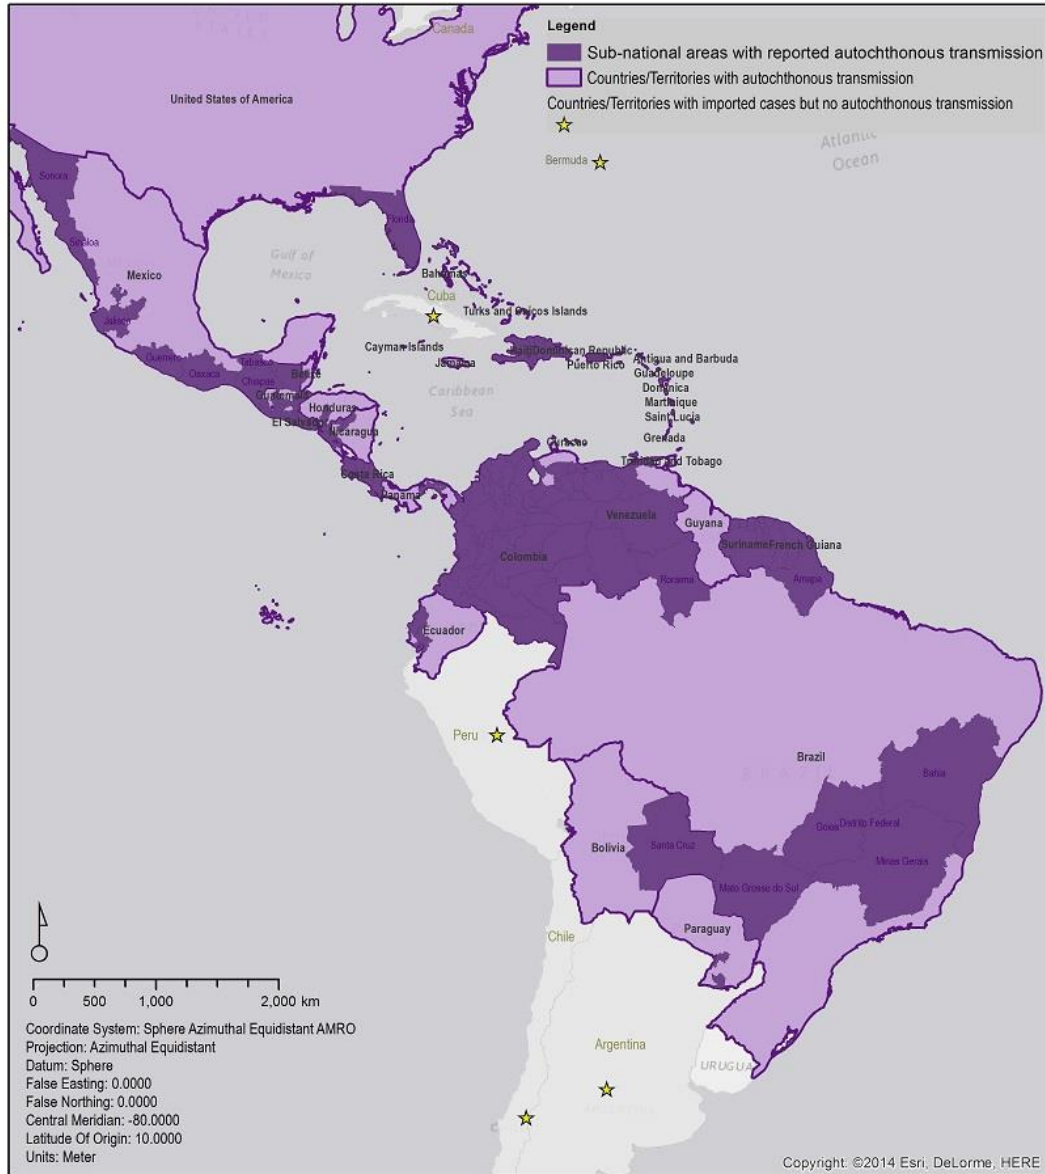 Canada
Legend
Sub-national areas with reported autochthonous transmission
Countries/Territories with autochthonous transmission
Countries/Territories with imported cases but no autochthonous transmission
United States of America
Atlantic
Ocean
Bermuda
Sonora
Florida
Sinaloa
Gulf of
Mexico
Mexico
Bahamas
Cuba
Turks and Caicos Islands
Jalisco
Cayman Islands
Haiti
Dominican Republic
Guerrero
Tabasco
Jamaica
Puerto Rico
Antigua and Barbuda
Oaxaca
Chiapas
Belize
Guadeloupe
Dominica
Caribbean
Sea
Guatemala
Honduras
Martinique
Saint Lucia
El Salvador
Nicaragua
Grenada
Curacao
Trinidad and Tobago
Costa Rica
Panama
Venezuela
Guyana
Suriname
French Guiana
Colombia
Roraima
Amapa
Ecuador
Peru
Brazil
BRAZIL
Bahia
Goias
Distrito Federal
Bolivia
Santa Cruz
Minas Gerais
Mato Grosso do Sul
Paraguay
Chile
Argentina
URUGUA
ARGENTINA
0 500 1,000 2,000 km
Coordinate System: Sphere Azimuthal Equidistant AMRO
Projection: Azimuthal Equidistant
Datum: Sphere
False Easting: 0.0000
False Northing: 0.0000
Central Meridian: -80.0000
Latitude Of Origin: 10.0000
Units: Meter
Copyright: ©2014 Esri, DeLorme, HERE